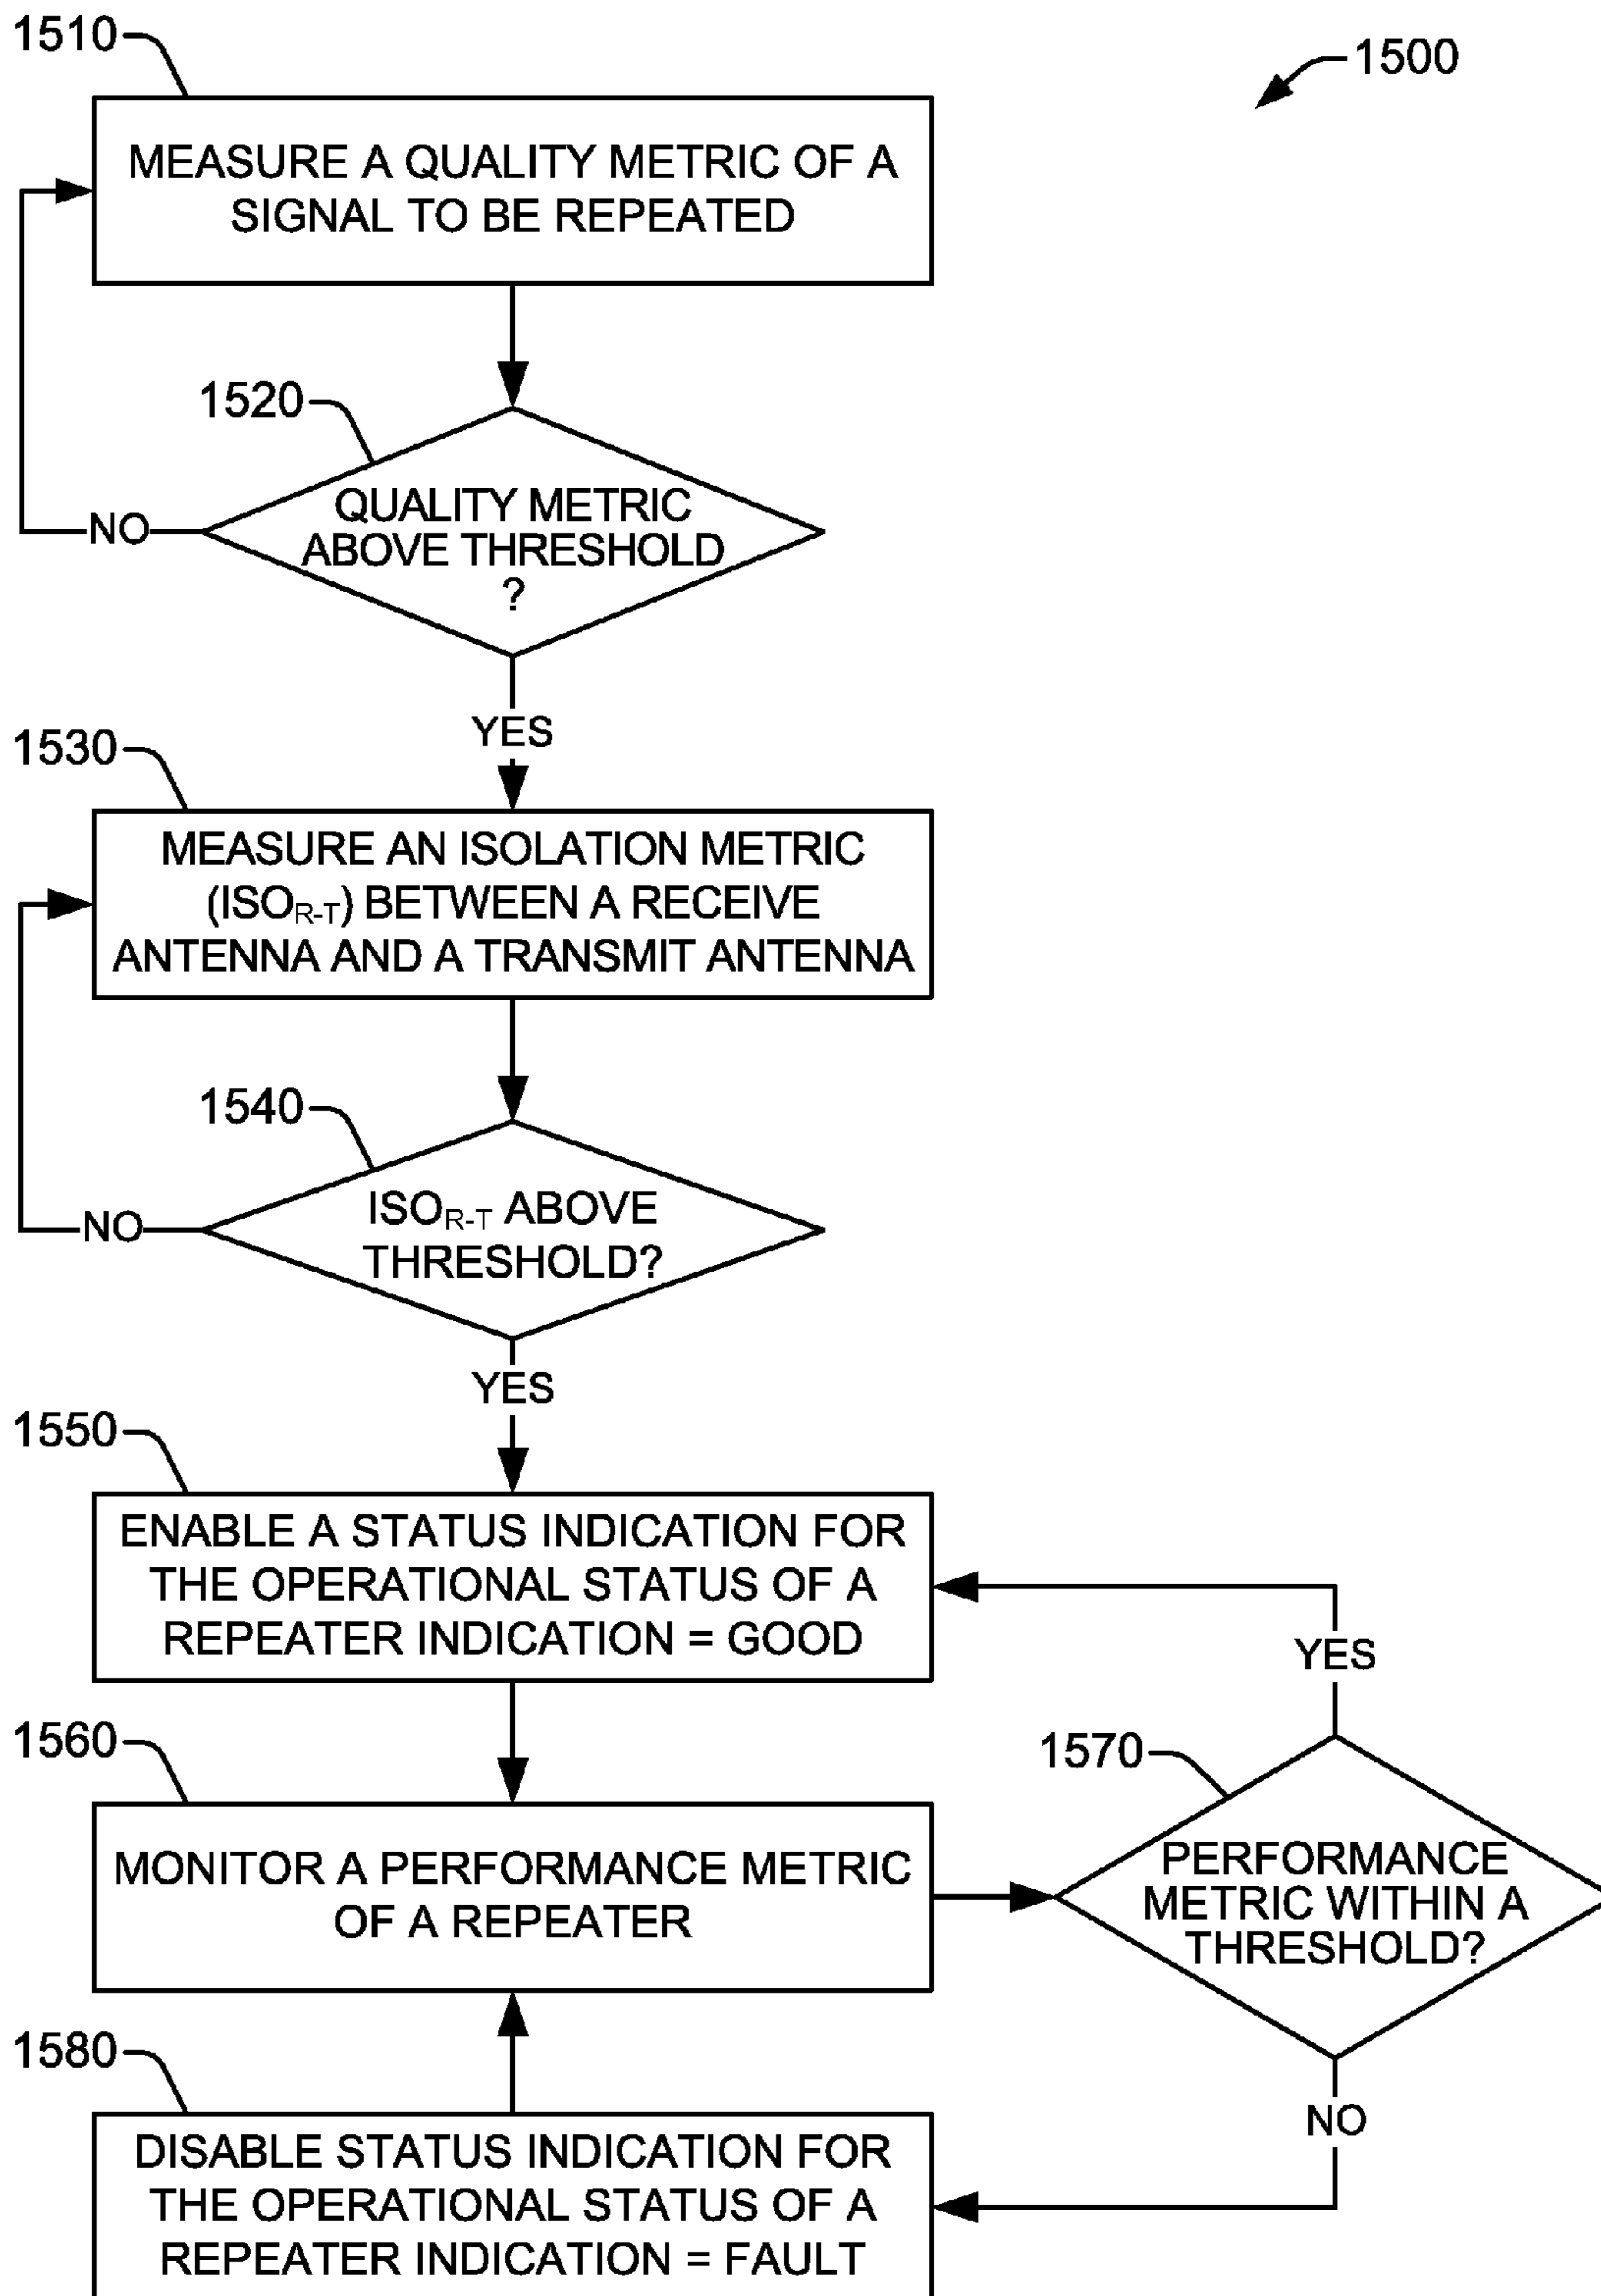 1510
1500
MEASURE A QUALITY METRIC OF A
SIGNAL TO BE REPEATED
1520
QUALITY METRIC
ABOVE THRESHOLD
?
NO
YES
1530
MEASURE AN ISOLATION METRIC
(ISOR-T) BETWEEN A RECEIVE
ANTENNA AND A TRANSMIT ANTENNA
1540
ISOR-T ABOVE
THRESHOLD?
NO
YES
1550
ENABLE A STATUS INDICATION FOR
THE OPERATIONAL STATUS OF A
REPEATER INDICATION = GOOD
YES
1560
MONITOR A PERFORMANCE METRIC
OF A REPEATER
1570
PERFORMANCE
METRIC WITHIN A
THRESHOLD?
NO
1580
DISABLE STATUS INDICATION FOR
THE OPERATIONAL STATUS OF A
REPEATER INDICATION = FAULT